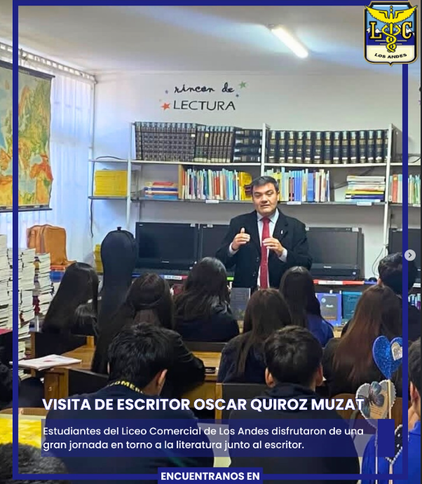 L C
LOS ANDES
rincón de
LECTURA
VISITA DE ESCRITOR OSCAR QUIROZ MUZAT
Estudiantes del Liceo Comercial de Los Andes disfrutaron de una
gran jornada en torno a la literatura junto al escritor.
ENCUENTRANOS EN